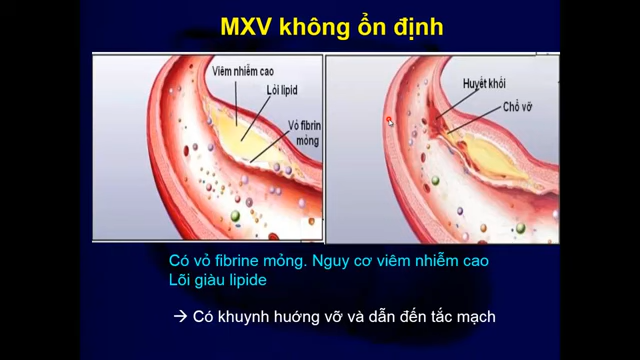 MXV không ổn định
Viêm nhiễm cao
Lõi lipid
Vỏ fibrin
mỏng
Huyết khối
Chỗ vỡ
Có vỏ fibrine mỏng. Nguy cơ viêm nhiễm cao
Lõi giàu lipide
→ Có khuynh huớng vỡ và dẫn đến tắc mạch